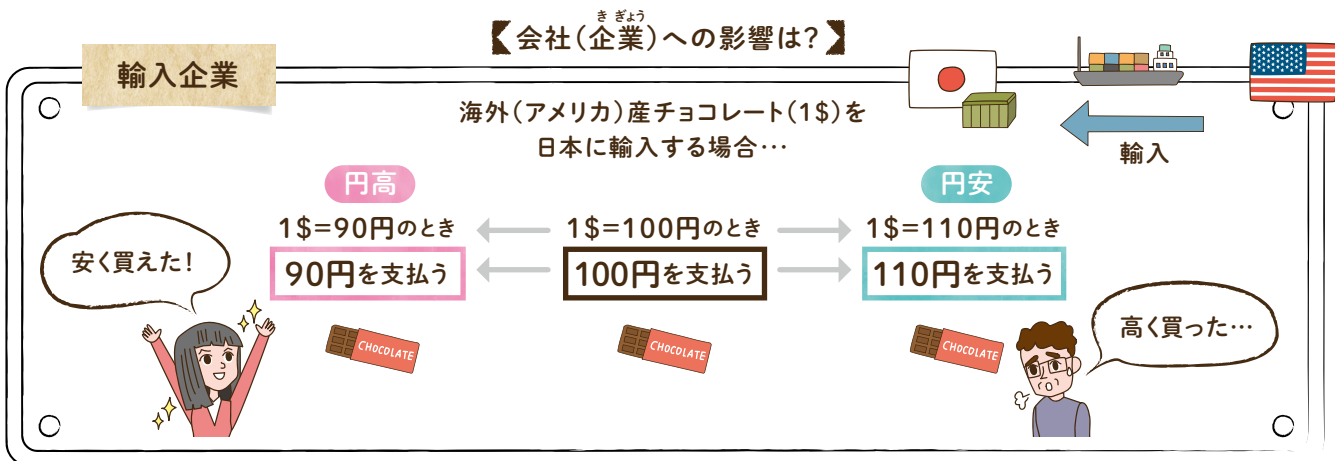 【会社(企業)への影響は?】
きぎょう
輸入企業
海外(アメリカ)産チョコレート(1$)を
日本に輸入する場合…
輸入
円高
円安
1$=90円のとき
1$=100円のとき
1$=110円のとき
90円を支払う
100円を支払う
110円を支払う
安く買えた!
高く買った…
CHOCOLATE
CHOCOLATE
CHOCOLATE